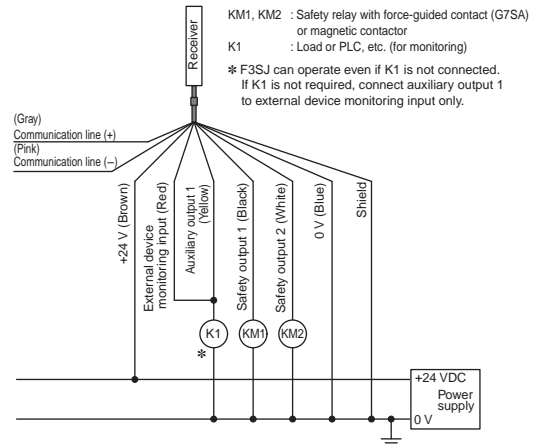 Receiver
KM1, KM2 : Safety relay with force-guided contact (G7SA)
or magnetic contactor
K1 : Load or PLC, etc. (for monitoring)
* F3SJ can operate even if K1 is not connected.
If K1 is not required, connect auxiliary output 1
to external device monitoring input only.
(Gray)
Communication line (+)
(Pink)
Communication line (–)
+24 V (Brown)
External device
monitoring input (Red)
Auxiliary output 1
(Yellow)
Safety output 1 (Black)
Safety output 2 (White)
0 V (Blue)
Shield
K1
KM1
KM2
*
+24 VDC
Power
supply
0 V